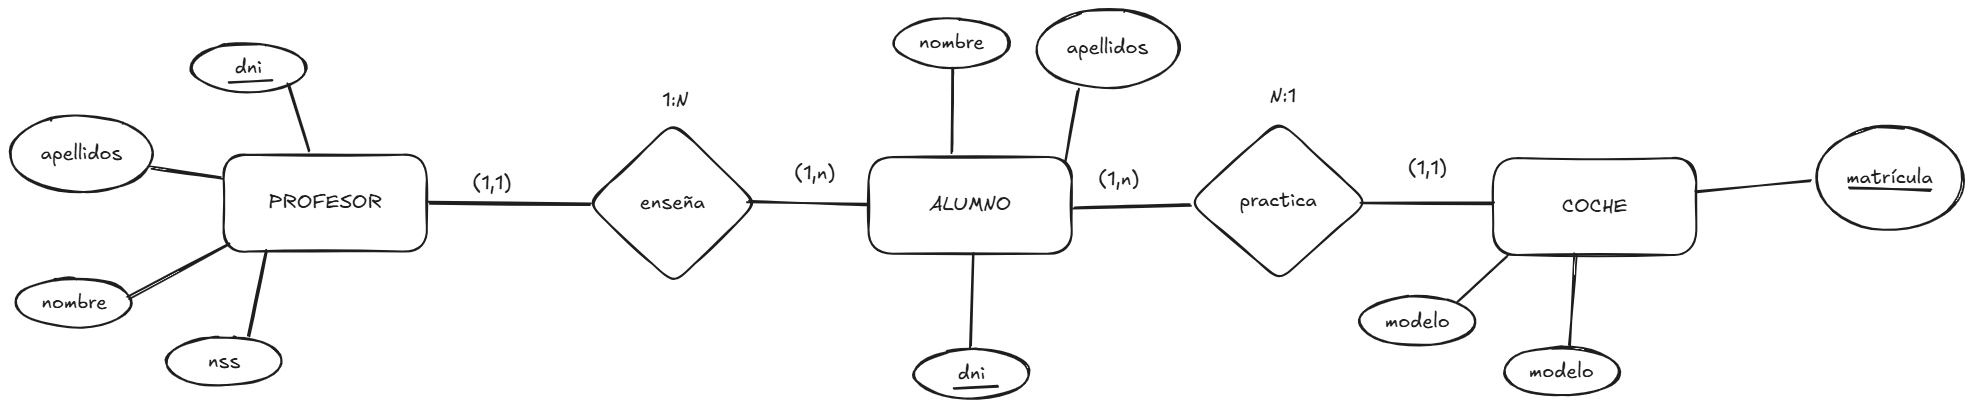 nombre
apellidos
dni
1:N
N:1
apellidos
(1,1)
(1,n)
(1,n)
(1,1)
matrícula
PROFESOR
enseña
ALUMNO
practica
COCHE
nombre
modelo
nss
dni
modelo